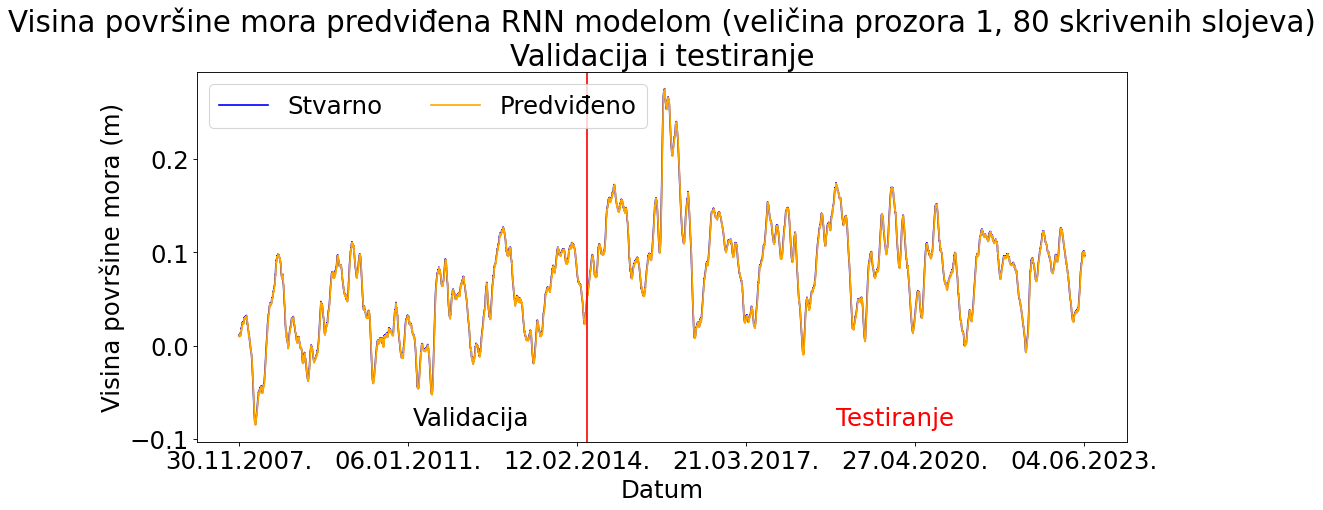 Visina površine mora predviđena RNN modelom (veličina prozora 1, 80 skrivenih slojeva)
Validacija i testiranje
Stvarno
Predviđeno
Visina površine mora (m)
0.2
0.1
0.0
−0.1
Validacija
Testiranje
30.11.2007.
06.01.2011.
12.02.2014.
21.03.2017.
27.04.2020.
04.06.2023.
Datum